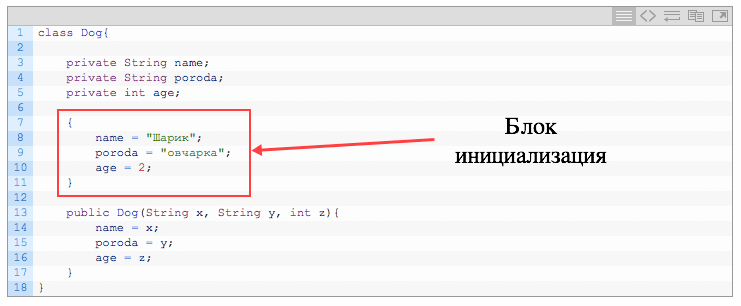 1 class Dog{
2
3 private String name;
4 private String poroda;
5 private int age;
6
7 {
8 name = "Шарик";
9 poroda = "овчарка";
10 age = 2;
11 }
12
13 public Dog(String x, String y, int z){
14 name = x;
15 poroda = y;
16 age = z;
17 }
18 }
Блок
инициализация